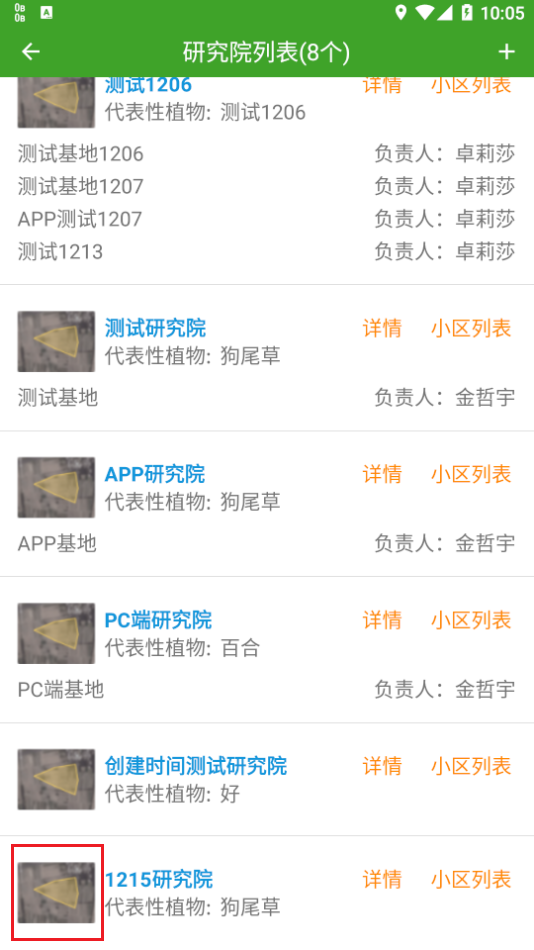 0B
0B
A
10:05
研究院列表(8个)
测试1206 详情 小区列表
代表性植物: 测试1206
测试基地1206 负责人: 卓莉莎
测试基地1207 负责人: 卓莉莎
APP测试1207 负责人: 卓莉莎
测试1213 负责人: 卓莉莎
测试研究院 详情 小区列表
代表性植物: 狗尾草
测试基地 负责人: 金哲宇
APP研究院 详情 小区列表
代表性植物: 狗尾草
APP基地 负责人: 金哲宇
PC端研究院 详情 小区列表
代表性植物: 百合
PC端基地 负责人: 金哲宇
创建时间测试研究院 详情 小区列表
代表性植物: 好
1215研究院 详情 小区列表
代表性植物: 狗尾草